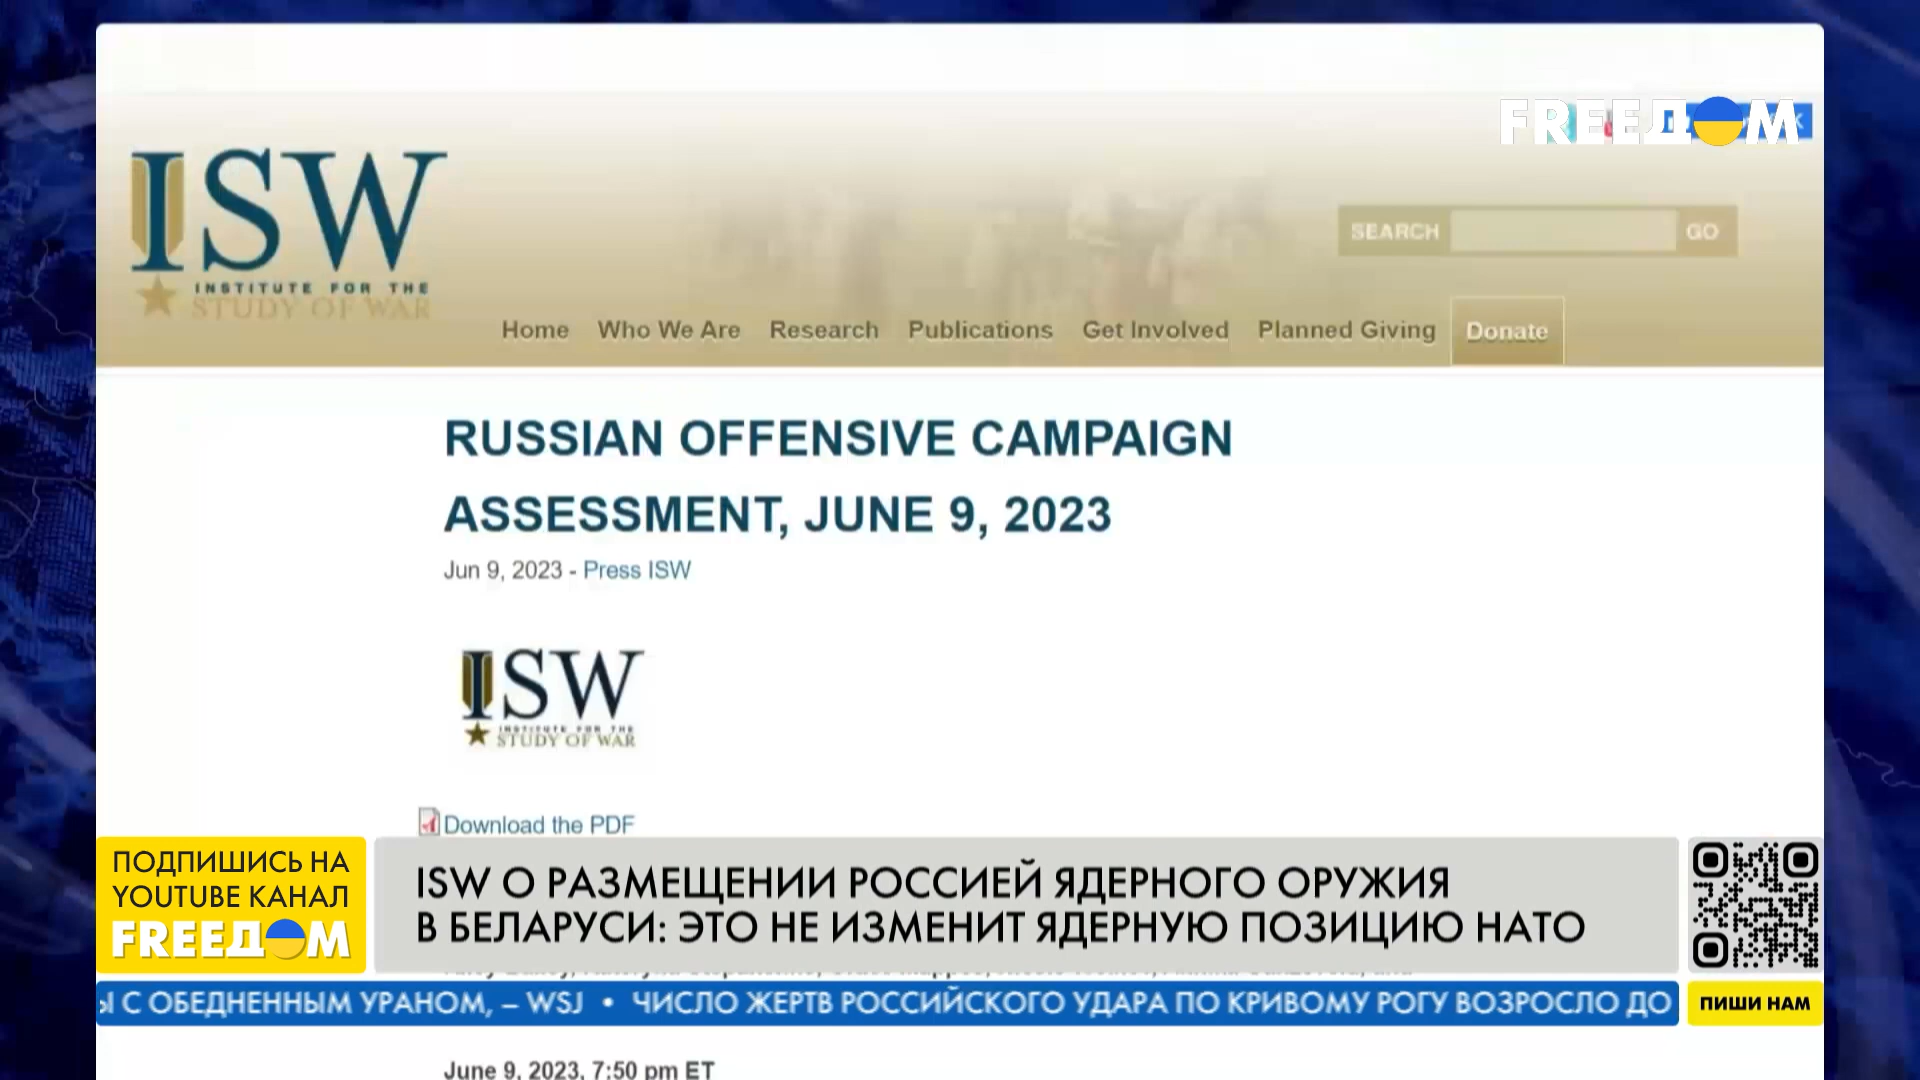 FREEДOM
ISW
INSTITUTE FOR THE
STUDY OF WAR
SEARCH GO
Home Who We Are Research Publications Get Involved Planned Giving Donate
RUSSIAN OFFENSIVE CAMPAIGN
ASSESSMENT, JUNE 9, 2023
Jun 9, 2023 - Press ISW
ISW
INSTITUTE FOR THE
STUDY OF WAR
Download the PDF
ПОДПИШИСЬ НА
YOUTUBE КАНАЛ
FREEДOM
ISW О РАЗМЕЩЕНИИ РОССИЕЙ ЯДЕРНОГО ОРУЖИЯ
В БЕЛАРУСИ: ЭТО НЕ ИЗМЕНИТ ЯДЕРНУЮ ПОЗИЦИЮ НАТО
С ОБЕДНЕННЫМ УРАНОМ, – WSJ • ЧИСЛО ЖЕРТВ РОССИЙСКОГО УДАРА ПО КРИВОМУ РОГУ ВОЗРОСЛО ДО
ПИШИ НАМ
June 9, 2023, 7:50 pm ET